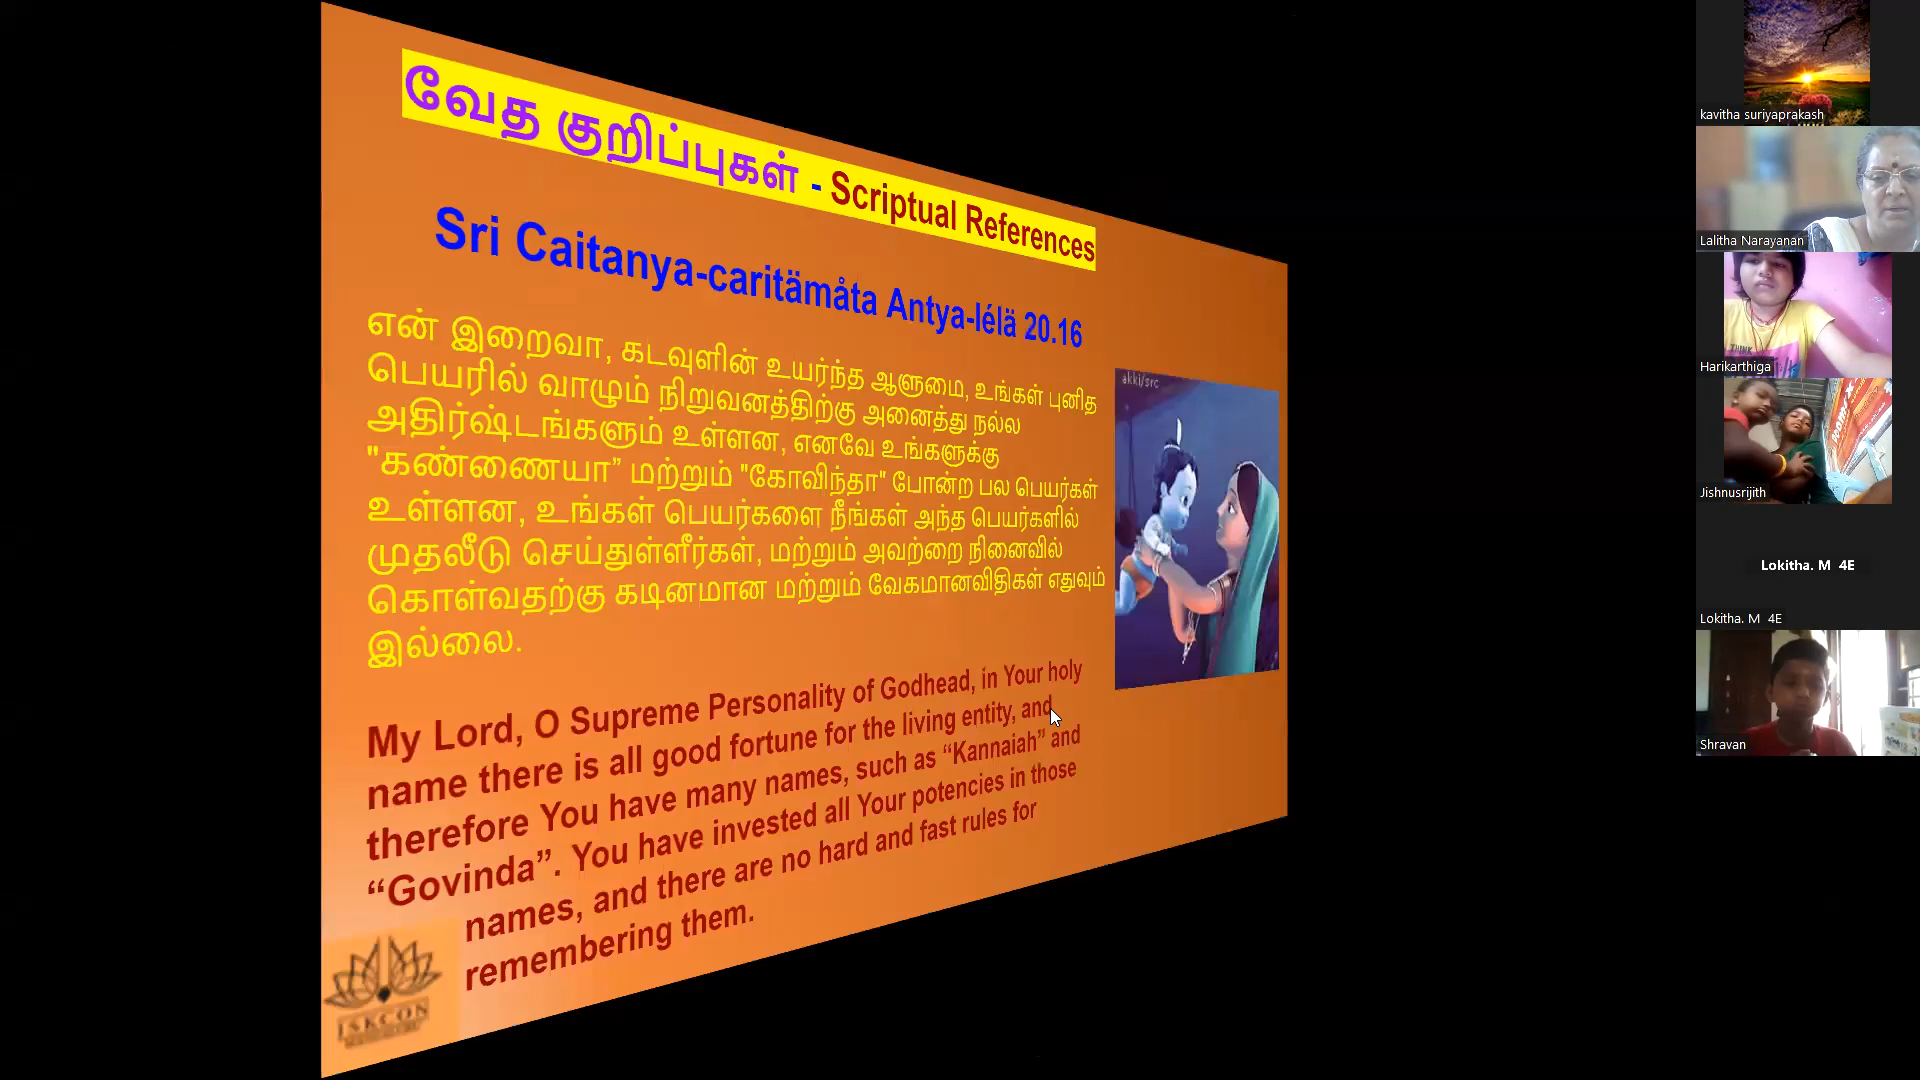 வேத குறிப்புகள் - Scriptual References
Sri Caitanya-caritämåta Antya-lélä 20.16
என் இறைவா, கடவுளின் உயர்ந்த ஆளுமை, உங்கள் புனித
பெயரில் வாழும் நிறுவனத்திற்கு அனைத்து நல்ல
அதிர்ஷ்டங்களும் உள்ளன, எனவே உங்களுக்கு
"கண்ணையா” மற்றும் "கோவிந்தா" போன்ற பல பெயர்கள்
உள்ளன, உங்கள் பெயர்களை நீங்கள் அந்த பெயர்களில்
முதலீடு செய்துள்ளீர்கள், மற்றும் அவற்றை நினைவில்
கொள்வதற்கு கடினமான மற்றும் வேகமானவிதிகள் எதுவும்
இல்லை.
akki/src
My Lord, O Supreme Personality of Godhead, in Your holy
name there is all good fortune for the living entity, and
therefore You have many names, such as “Kannaiah” and
“Govinda”. You have invested all Your potencies in those
names, and there are no hard and fast rules for
remembering them.
ISKCON
kavitha suriyaprakash
Lalitha Narayanan
THINK
Harikarthiga
Jishnusrijith
Lokitha. M 4E
Lokitha. M 4E
Shravan